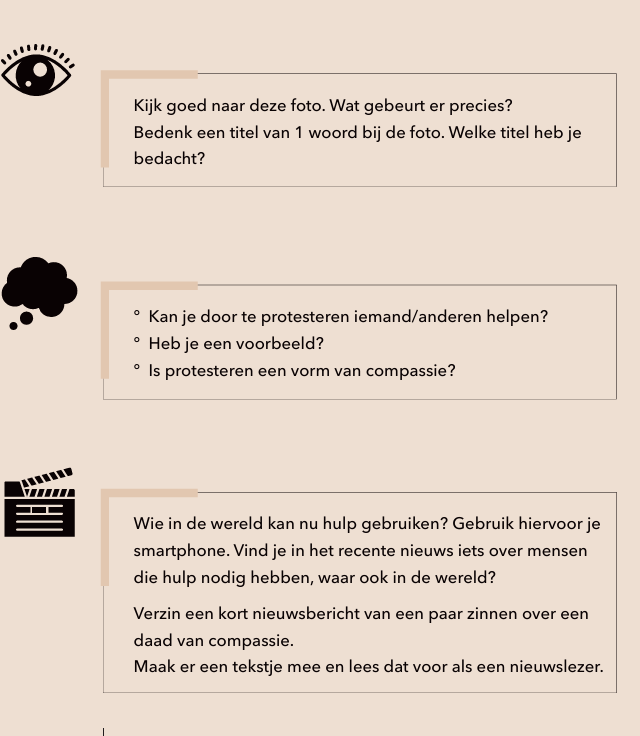 Kijk goed naar deze foto. Wat gebeurt er precies?
Bedenk een titel van 1 woord bij de foto. Welke titel heb je
bedacht?
° Kan je door te protesteren iemand/anderen helpen?
° Heb je een voorbeeld?
° Is protesteren een vorm van compassie?
Wie in de wereld kan nu hulp gebruiken? Gebruik hiervoor je
smartphone. Vind je in het recente nieuws iets over mensen
die hulp nodig hebben, waar ook in de wereld?
Verzin een kort nieuwsbericht van een paar zinnen over een
daad van compassie.
Maak er een tekstje mee en lees dat voor als een nieuwslezer.